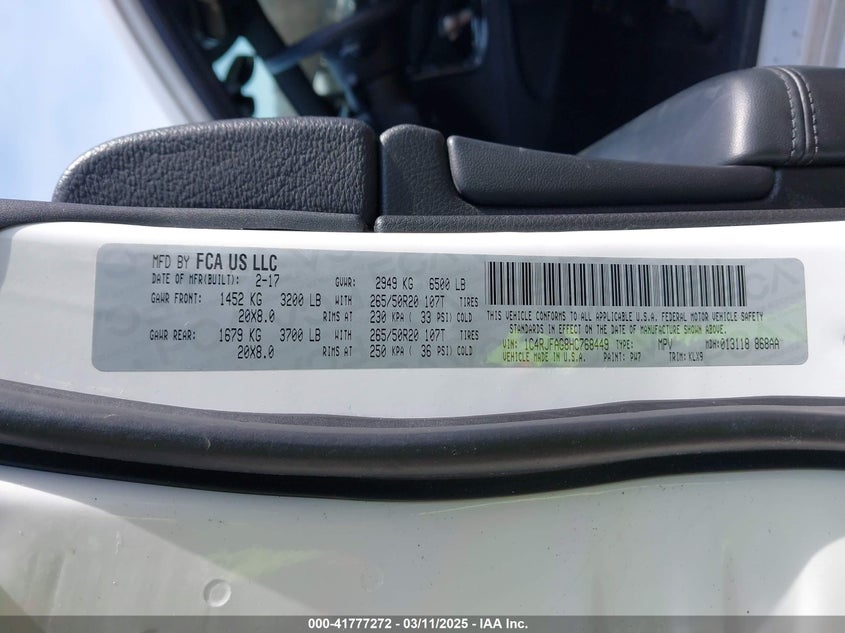 MFD BY FCA US LLC
DATE OF MFR(BUILT): 2-17 GVWR: 2949 KG 6500 LB
GAWR FRONT: 1452 KG 3200 LB WITH 265/50R20 107T TIRES
20X8.0 RIMS AT 230 KPA ( 33 PSI) COLD
GAWR REAR: 1679 KG 3700 LB WITH 265/50R20 107T TIRES
20X8.0 RIMS AT 250 KPA ( 36 PSI) COLD
THIS VEHICLE CONFORMS TO ALL APPLICABLE U.S.A. FEDERAL MOTOR VEHICLE SAFETY
STANDARDS IN EFFECT ON THE DATE OF MANUFACTURE SHOWN ABOVE.
VIN: 1C4RJFAG8HC768449 TYPE: MPV MDH:013118 868AA
VEHICLE MADE IN U.S.A. PAINT: PW7 TRIM: KLX9
000-41777272 - 03/11/2025 - IAA Inc.